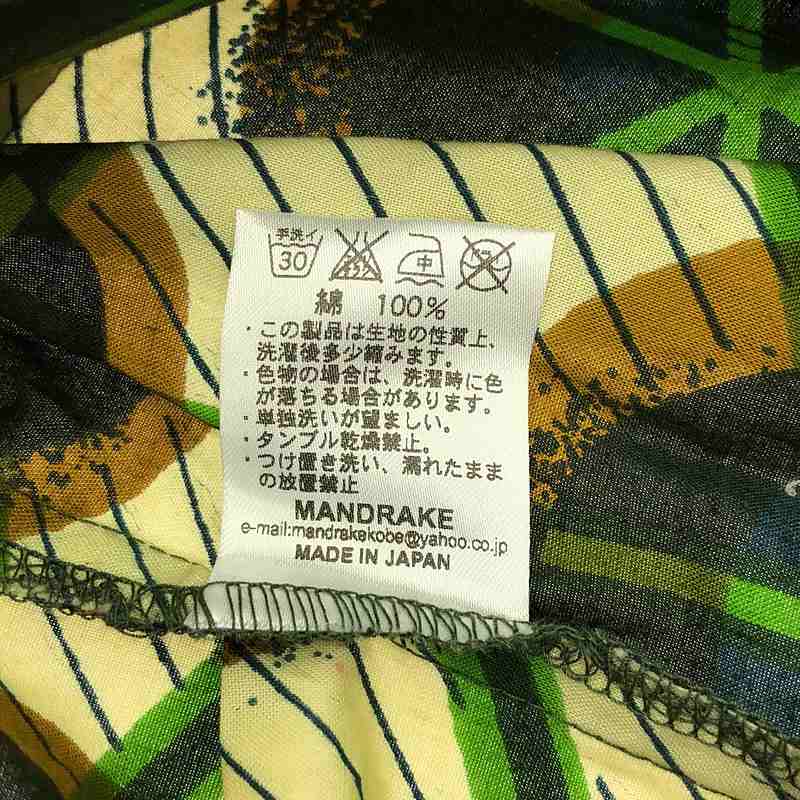 手洗イ
30
中
綿 100%
・この製品は生地の性質上、
洗濯後多少縮みます。
・色物の場合は、洗濯時に色
が落ちる場合があります。
・単独洗いが望ましい。
・タンブル乾燥禁止。
・つけ置き洗い、濡れたまま
の放置禁止
MANDRAKE
e-mail:mandrakekobe@yahoo.co.jp
MADE IN JAPAN